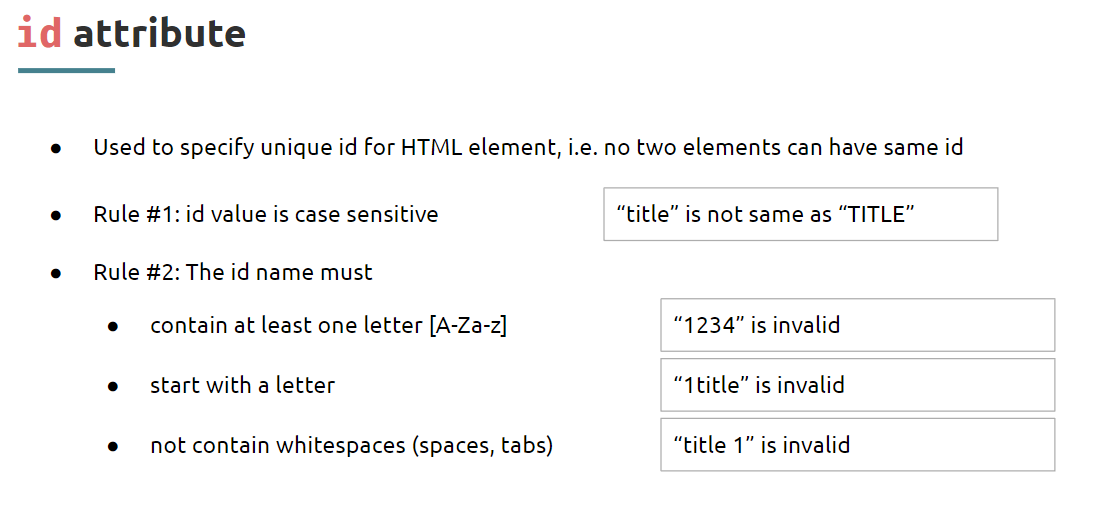 id attribute
● Used to specify unique id for HTML element, i.e. no two elements can have same id
● Rule #1: id value is case sensitive
“title” is not same as “TITLE”
● Rule #2: The id name must
● contain at least one letter [A-Za-z]
“1234” is invalid
● start with a letter
“1title” is invalid
● not contain whitespaces (spaces, tabs)
“title 1” is invalid